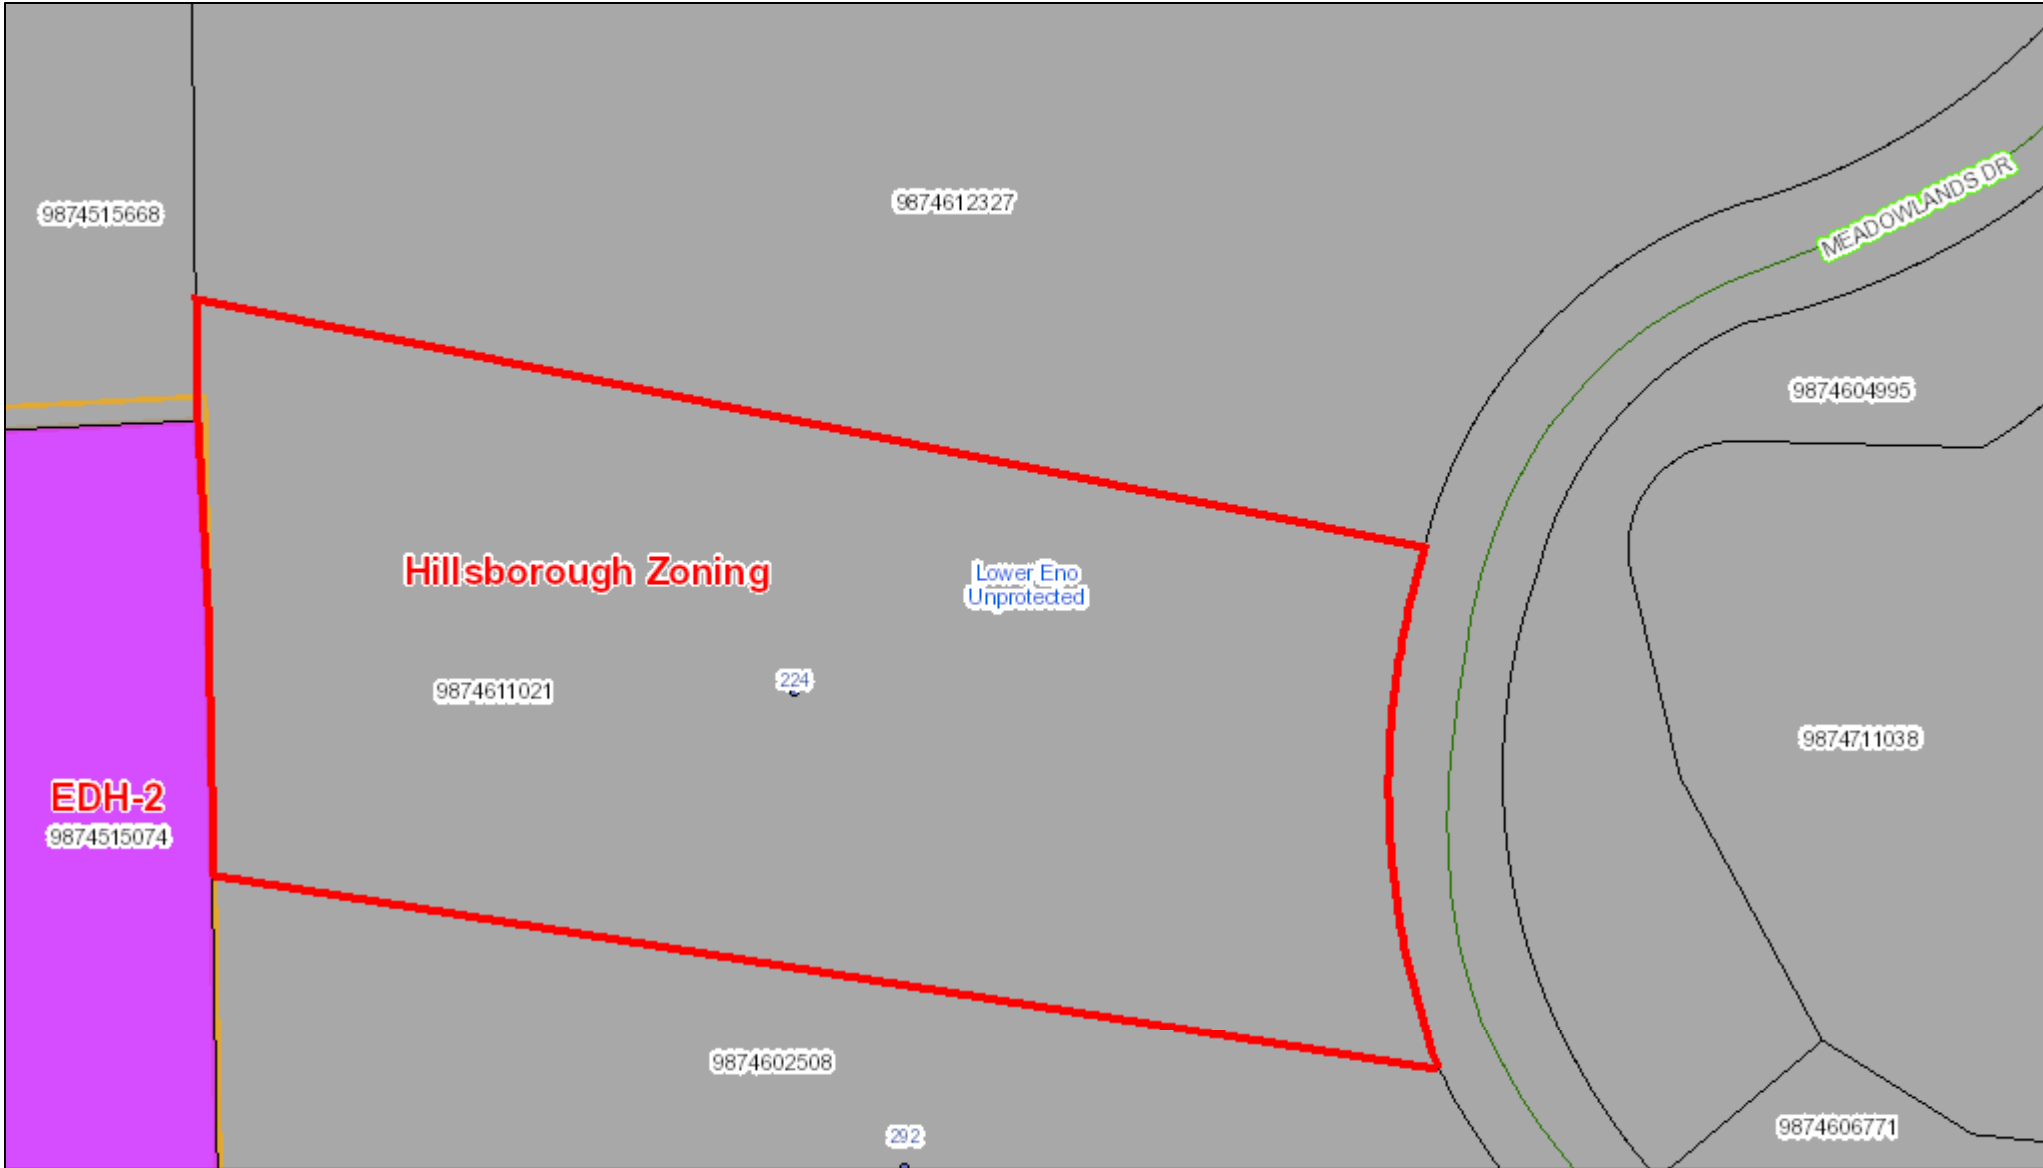 9874515668
9874612327
MEADOWLANDS DR
9874604995
Hillsborough Zoning
Lower Eno
Unprotected
9874611021
224
9874711038
EDH-2
9874515074
9874602508
292
9874606771